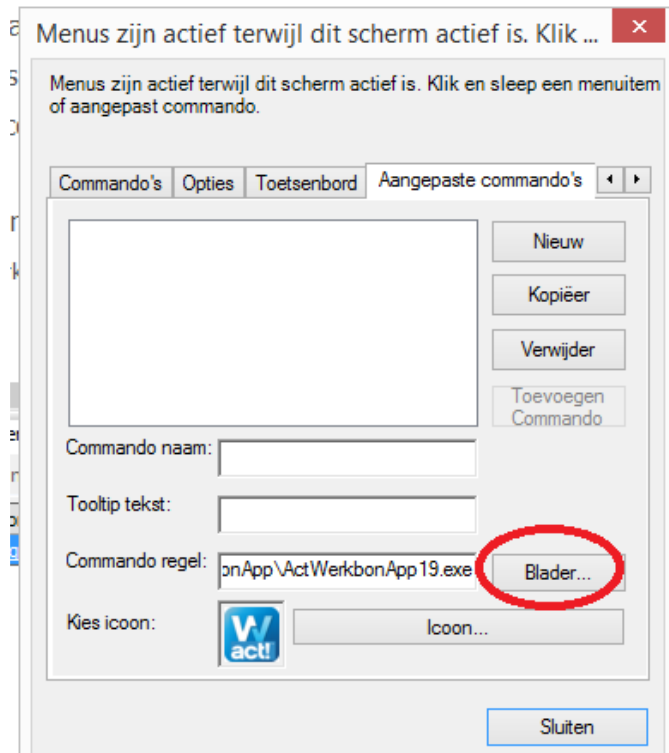 Menus zijn actief terwijl dit scherm actief is. Klik ...
Menus zijn actief terwijl dit scherm actief is. Klik en sleep een menuitem
of aangepast commando.
Commando's Opties Toetsenbord Aangepaste commando's
Nieuw
Kopiëer
Verwijder
Toevoegen
Commando
Commando naam:
Tooltip tekst:
Commando regel: onApp\ActWerkbonApp19.exe Blader...
Kies icoon: W act! Icoon...
Sluiten